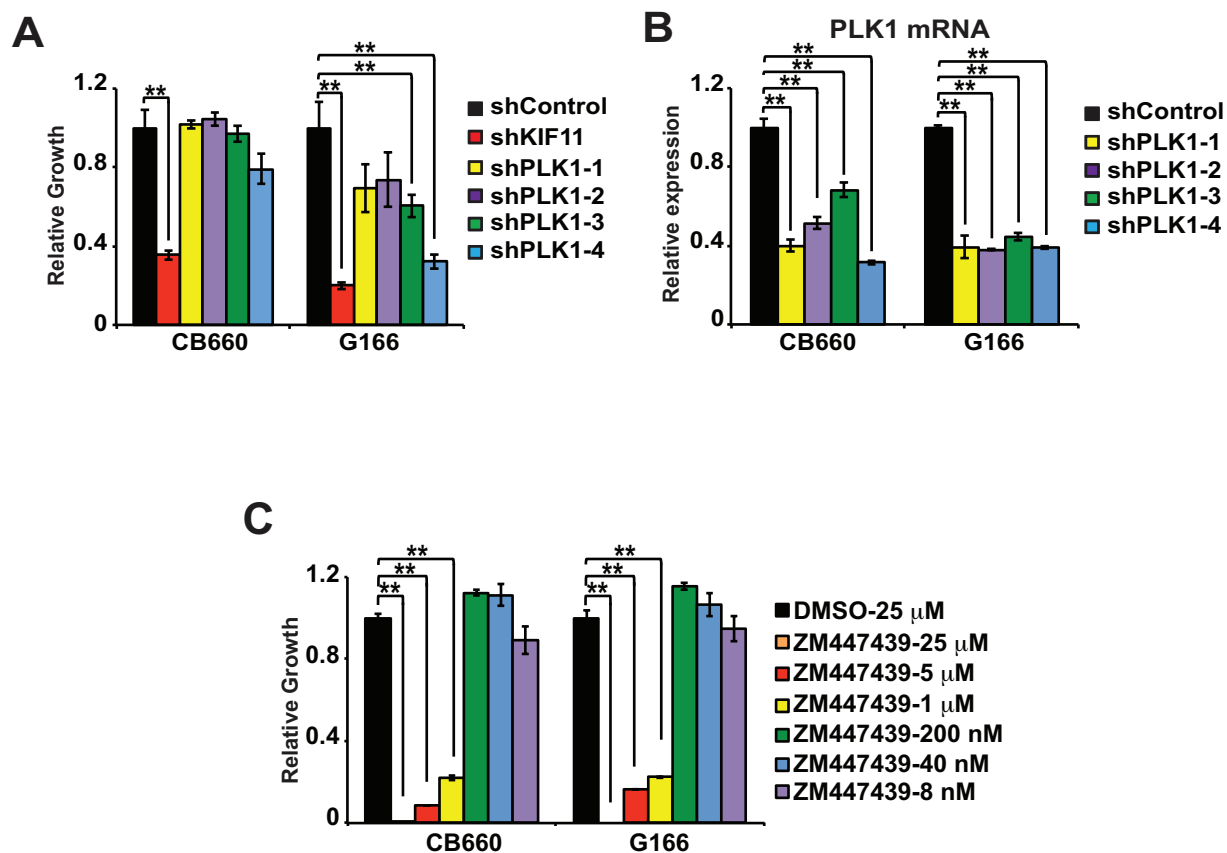 A
Relative Growth
1.2
0.8
0.4
0
**
**
**
**
CB660
G166
shControl
shKIF11
shPLK1-1
shPLK1-2
shPLK1-3
shPLK1-4
B
PLK1 mRNA
Relative expression
1.2
0.8
0.4
0
**
**
**
**
**
**
**
**
CB660
G166
shControl
shPLK1-1
shPLK1-2
shPLK1-3
shPLK1-4
C
Relative Growth
1.2
0.8
0.4
0
**
**
**
**
**
**
CB660
G166
DMSO-25 μM
ZM447439-25 μM
ZM447439-5 μM
ZM447439-1 μM
ZM447439-200 nM
ZM447439-40 nM
ZM447439-8 nM